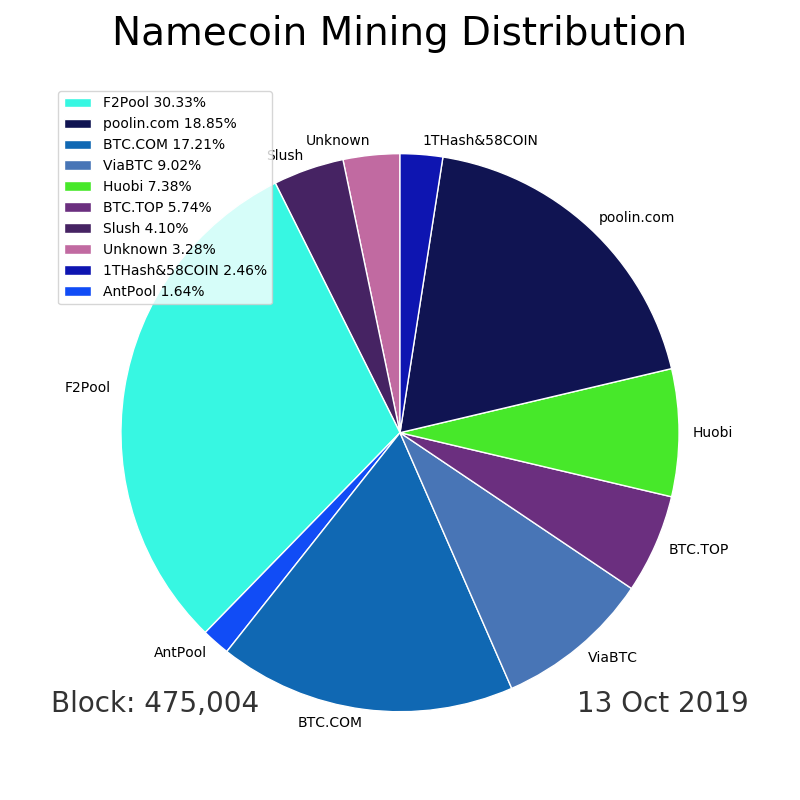 Namecoin Mining Distribution
F2Pool 30.33%
poolin.com 18.85%
BTC.COM 17.21%
ViaBTC 9.02%
Huobi 7.38%
BTC.TOP 5.74%
Slush 4.10%
Unknown 3.28%
1THash&58COIN 2.46%
AntPool 1.64%
Unknown
1THash&58COIN
Slush
poolin.com
F2Pool
Huobi
BTC.TOP
AntPool
ViaBTC
Block: 475,004
13 Oct 2019
BTC.COM